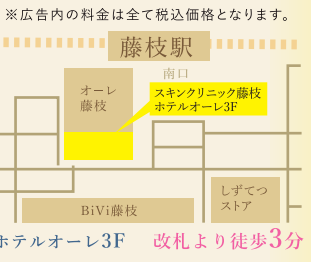 ※広告内の料金は全て税込価格となります。
藤枝駅
南口
オーレ
藤枝
スキンクリニック藤枝
ホテルオーレ3F
しずてつ
ストア
BiVi藤枝
ホテルオーレ3F 改札より徒歩3分